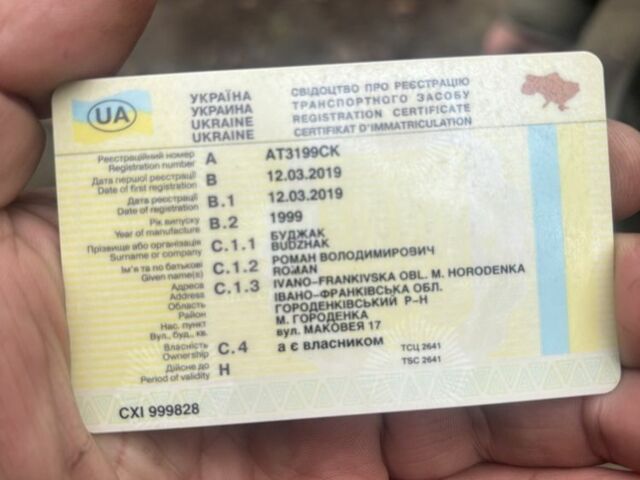 UA
УКРАЇНА
УКРАИНА
UKRAINE
UKRAINE
СВІДОЦТВО ПРО РЕЄСТРАЦІЮ
ТРАНСПОРТНОГО ЗАСОБУ
REGISTRATION CERTIFICATE
CERTIFIKAT D'IMMATRICULATION
Реєстраційний номер
Registration number
A
AT3199CK
Дата першої реєстрації
Date of first registration
B
12.03.2019
Дата реєстрації
Date of registration
B.1
12.03.2019
Рік випуску
Year of manufacture
B.2
1999
Прізвище або організація
Surname or company
C.1.1
БУДЖАК
BUDZHAK
Ім'я та по батькові
Given name(s)
C.1.2
РОМАН ВОЛОДИМИРОВИЧ
ROMAN
Адреса
Address
Область
Район
Нас. пункт
Вул., буд., кв.
C.1.3
IVANO-FRANKIVSKA OBL. M. HORODENKA
ІВАНО-ФРАНКІВСЬКА ОБЛ.
ГОРОДЕНКІВСЬКИЙ Р-Н
М. ГОРОДЕНКА
вул. МАКОВЕЯ 17
Власність
Ownership
C.4
а є власником
ТСЦ 2641
TSC 2641
Дійсне до
Period of validity
H
CXI 999828